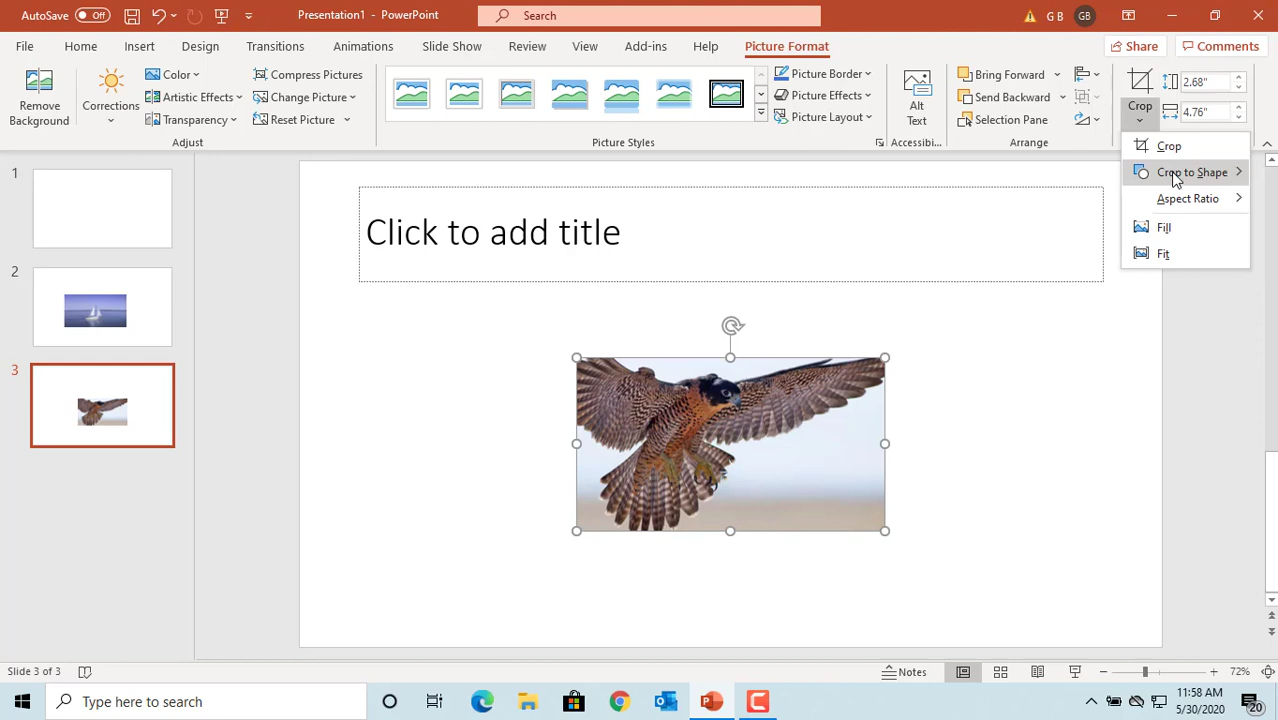 AutoSave Off Presentation1 - PowerPoint Search G B GB
File Home Insert Draw Design Transitions Animations Slide Show Review View Add-ins Help Picture Format Share Comments
Remove Background
Corrections
Color
Artistic Effects
Transparency
Compress Pictures
Change Picture
Reset Picture
Adjust
Picture Styles
Picture Border
Picture Effects
Picture Layout
Alt Text
Accessibi...
Bring Forward
Send Backward
Selection Pane
Arrange
Crop
2.68"
4.76"
Crop
Crop to Shape
Aspect Ratio
Fill
Fit
1
2
3
Click to add title
Slide 3 of 3 Notes 72%
Type here to search
11:58 AM
5/30/2020
20